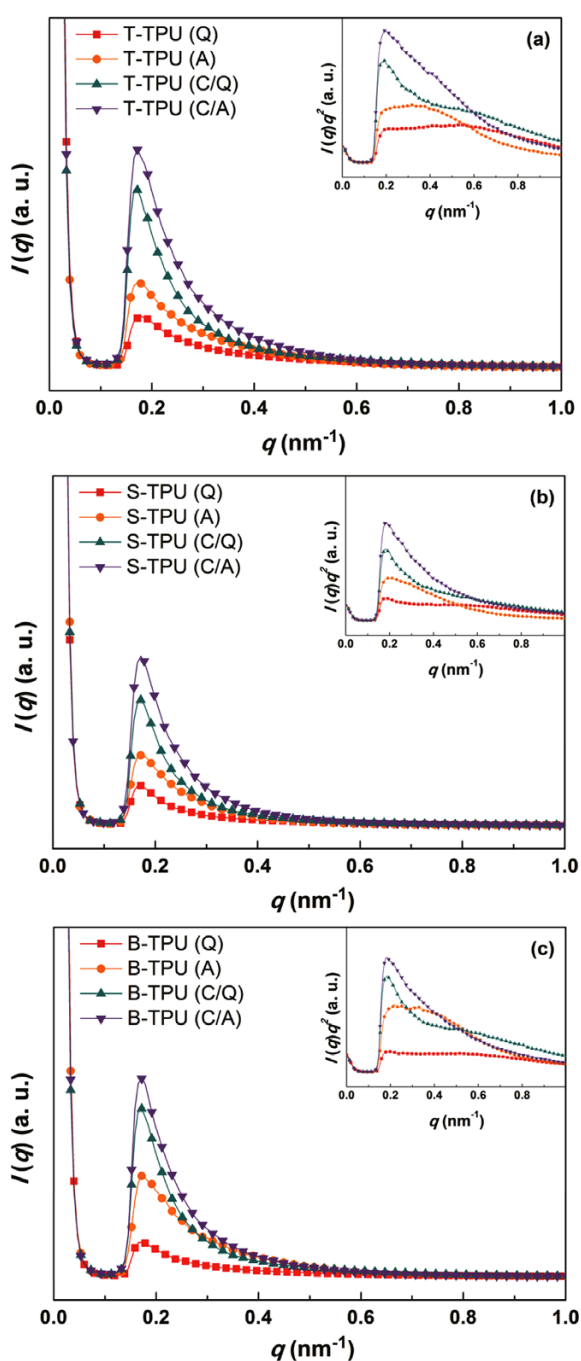 T-TPU (Q)
T-TPU (A)
T-TPU (C/Q)
T-TPU (C/A)
(a)
I(q)q² (a. u.)
0.0 0.2 0.4 0.6 0.8
q (nm⁻¹)
I(q) (a. u.)
0.0 0.2 0.4 0.6 0.8 1.0
q (nm⁻¹)
S-TPU (Q)
S-TPU (A)
S-TPU (C/Q)
S-TPU (C/A)
(b)
I(q)q² (a. u.)
0.0 0.2 0.4 0.6 0.8
q (nm⁻¹)
I(q) (a. u.)
0.0 0.2 0.4 0.6 0.8 1.0
q (nm⁻¹)
B-TPU (Q)
B-TPU (A)
B-TPU (C/Q)
B-TPU (C/A)
(c)
I(q)q² (a. u.)
0.0 0.2 0.4 0.6 0.8
q (nm⁻¹)
I(q) (a. u.)
0.0 0.2 0.4 0.6 0.8 1.0
q (nm⁻¹)